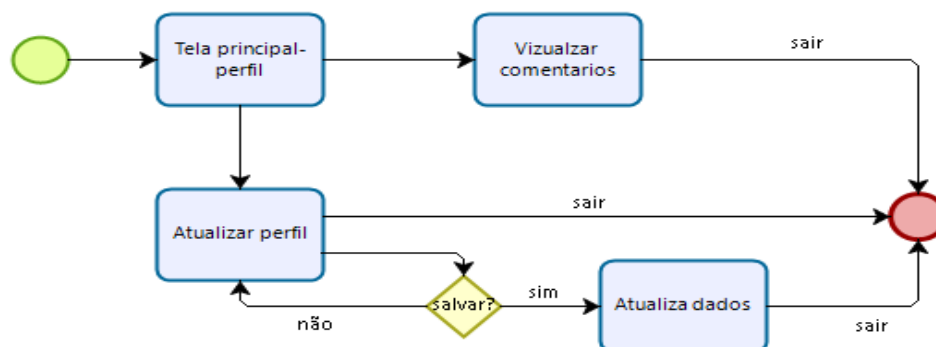 Tela principal-
perfil
Vizualzar
comentarios
sair
Atualizar perfil
sair
salvar?
sim
Atualiza dados
não
sair